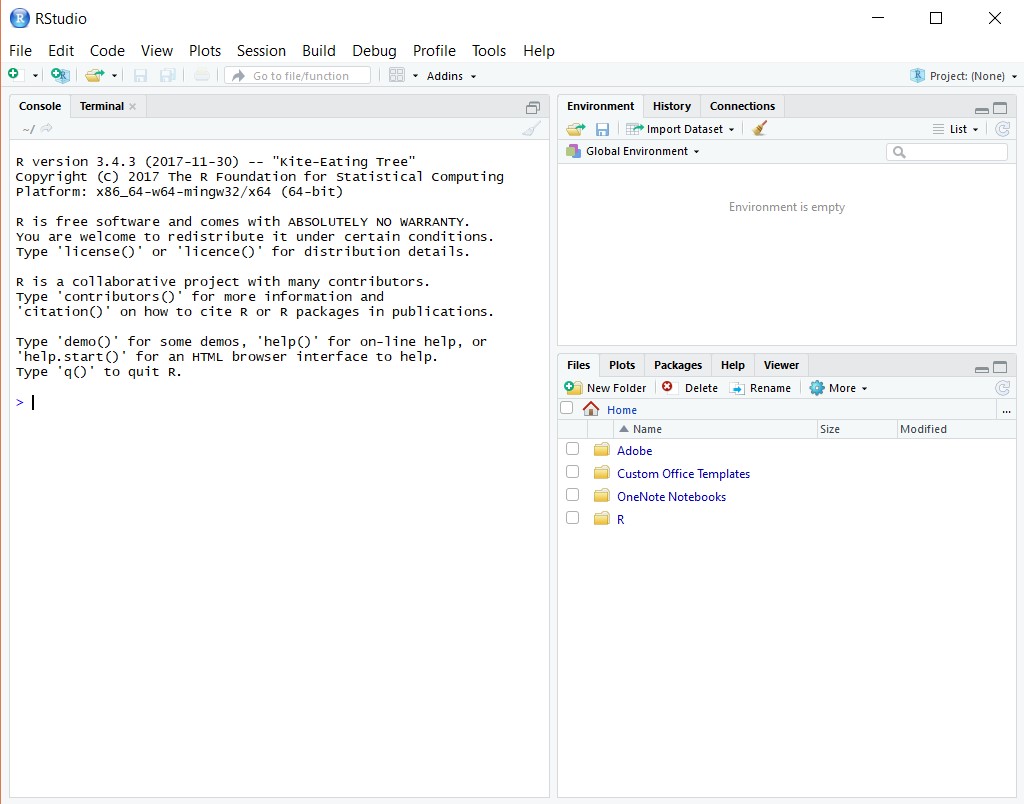 RStudio
File Edit Code View Plots Session Build Debug Profile Tools Help
Go to file/function Addins Project: (None)
Console Terminal
~/
R version 3.4.3 (2017-11-30) -- "Kite-Eating Tree"
Copyright (C) 2017 The R Foundation for Statistical Computing
Platform: x86_64-w64-mingw32/x64 (64-bit)
R is free software and comes with ABSOLUTELY NO WARRANTY.
You are welcome to redistribute it under certain conditions.
Type 'license()' or 'licence()' for distribution details.
R is a collaborative project with many contributors.
Type 'contributors()' for more information and
'citation()' on how to cite R or R packages in publications.
Type 'demo()' for some demos, 'help()' for on-line help, or
'help.start()' for an HTML browser interface to help.
Type 'q()' to quit R.
>
Environment History Connections
Import Dataset List
Global Environment
Environment is empty
Files Plots Packages Help Viewer
New Folder Delete Rename More
Home ...
Name Size Modified
Adobe
Custom Office Templates
OneNote Notebooks
R